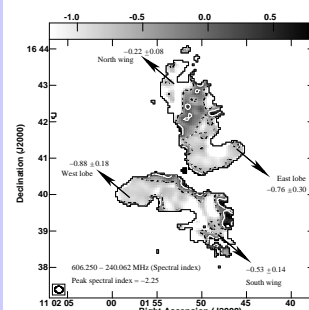 -1.0 -0.5 0.0 0.5
-0.22 ±0.08
North wing
16 44
43
42
41
40
39
38
Declination (J2000)
-0.88 ±0.18
West lobe
East lobe
-0.76 ±0.30
606.250 - 240.062 MHz (Spectral index)
Peak spectral index = -2.25
-0.53 ±0.14
South wing
11 02 05 00 01 55 50 45 40
Right Ascension (J2000)